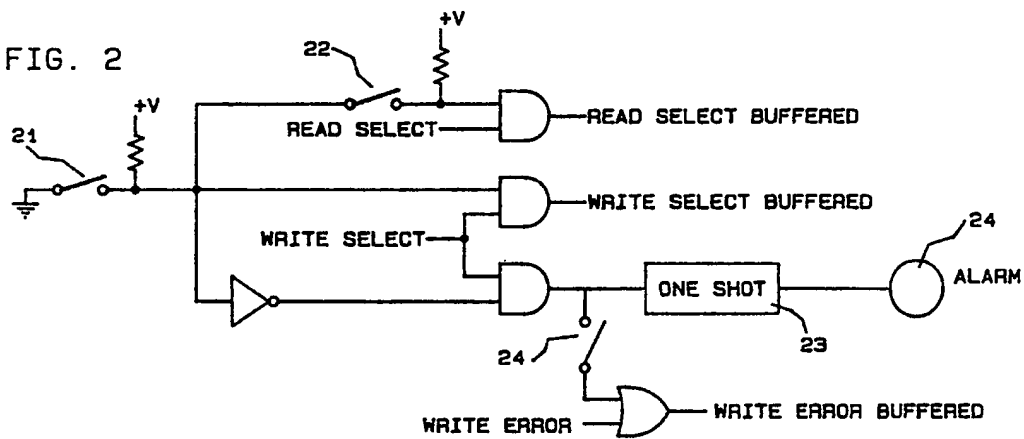 FIG. 2
+V
22
+V
21
READ SELECT
READ SELECT BUFFERED
WRITE SELECT BUFFERED
WRITE SELECT
24
ALARM
ONE SHOT
23
24
WRITE ERROR
WRITE ERROR BUFFERED